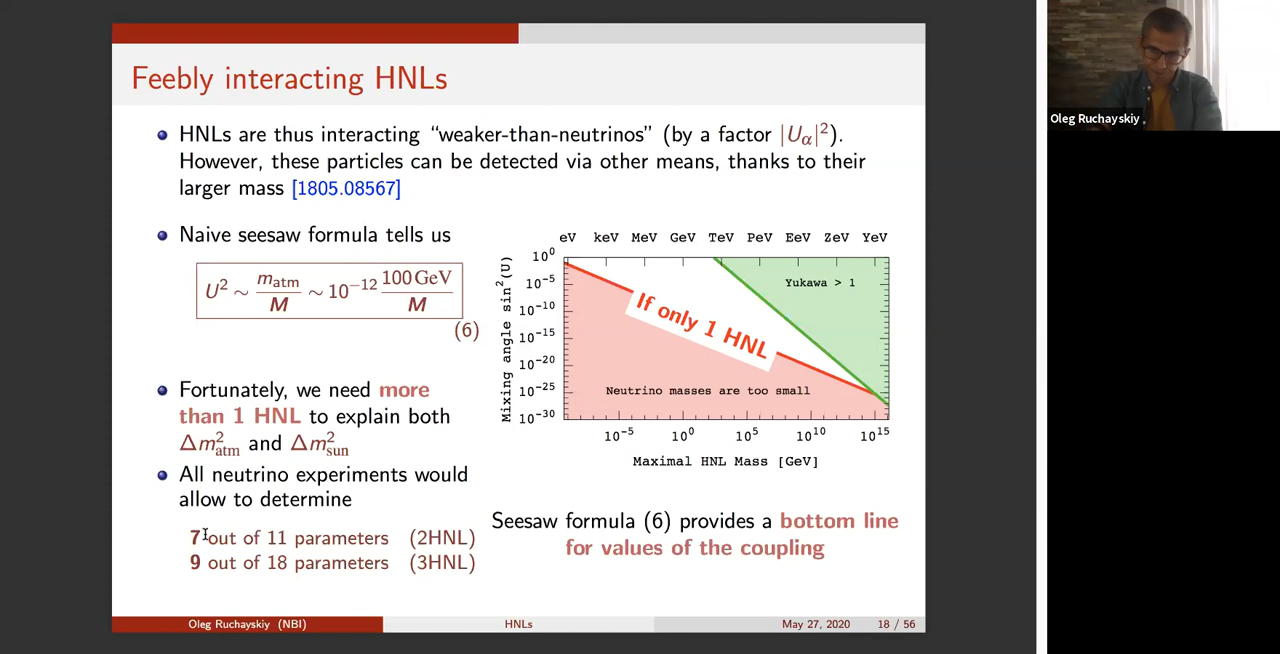 Feebly interacting HNLs
HNLs are thus interacting “weaker-than-neutrinos” (by a factor |Uα|²).
However, these particles can be detected via other means, thanks to their
larger mass [1805.08567]
Naive seesaw formula tells us
U² ∼ m_atm / M ∼ 10⁻¹² 100 GeV / M
(6)
Fortunately, we need more
than 1 HNL to explain both
Δm²_atm and Δm²_sun
All neutrino experiments would
allow to determine
7 out of 11 parameters (2HNL)
9 out of 18 parameters (3HNL)
eV keV MeV GeV TeV PeV EeV ZeV YeV
Mixing angle sin²(U)
10⁰
10⁻⁵
10⁻¹⁰
10⁻¹⁵
10⁻²⁰
10⁻²⁵
10⁻³⁰
Yukawa > 1
If only 1 HNL
Neutrino masses are too small
10⁻⁵ 10⁰ 10⁵ 10¹⁰ 10¹⁵
Maximal HNL Mass [GeV]
Seesaw formula (6) provides a bottom line
for values of the coupling
Oleg Ruchayskiy (NBI) HNLs May 27, 2020 18 / 56
Oleg Ruchayskiy